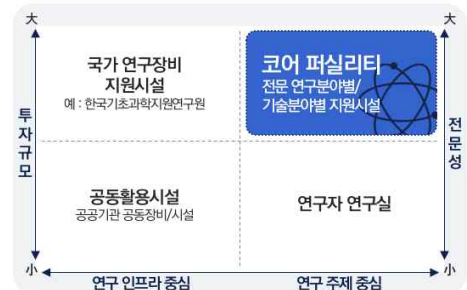 大
大
국가 연구장비
지원시설
예 : 한국기초과학지원연구원
코어 퍼실리티
전문 연구분야별/
기술분야별 지원시설
투자규모
전문성
공동활용시설
공공기관 공동장비/시설
연구자 연구실
小
小
연구 인프라 중심
연구 주제 중심